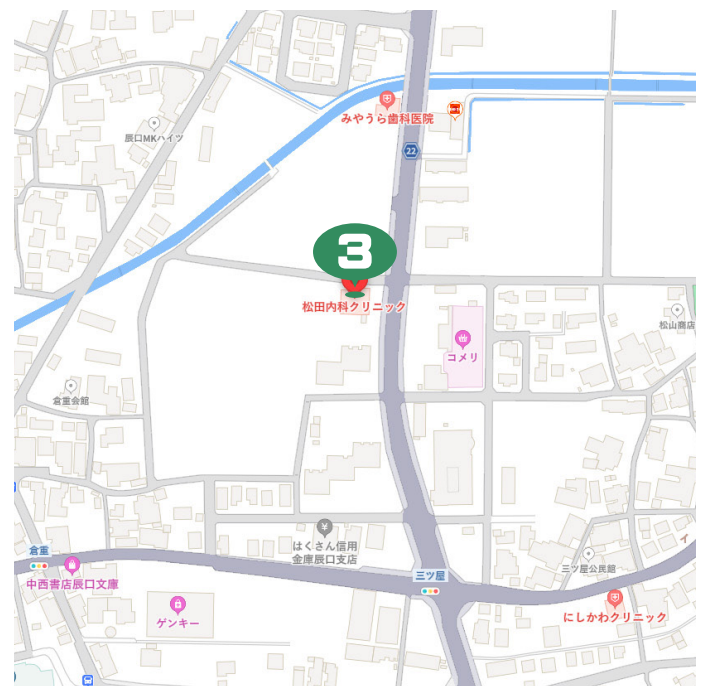 みやうら歯科医院
辰口MKハイツ
22
3
松田内科クリニック
松山商店
コメリ
倉重会館
はくさん信用
金庫辰口支店
倉重
三ツ屋
三ツ屋公民館
イ
中西書店辰口文庫
ゲンキー
にしかわクリニック